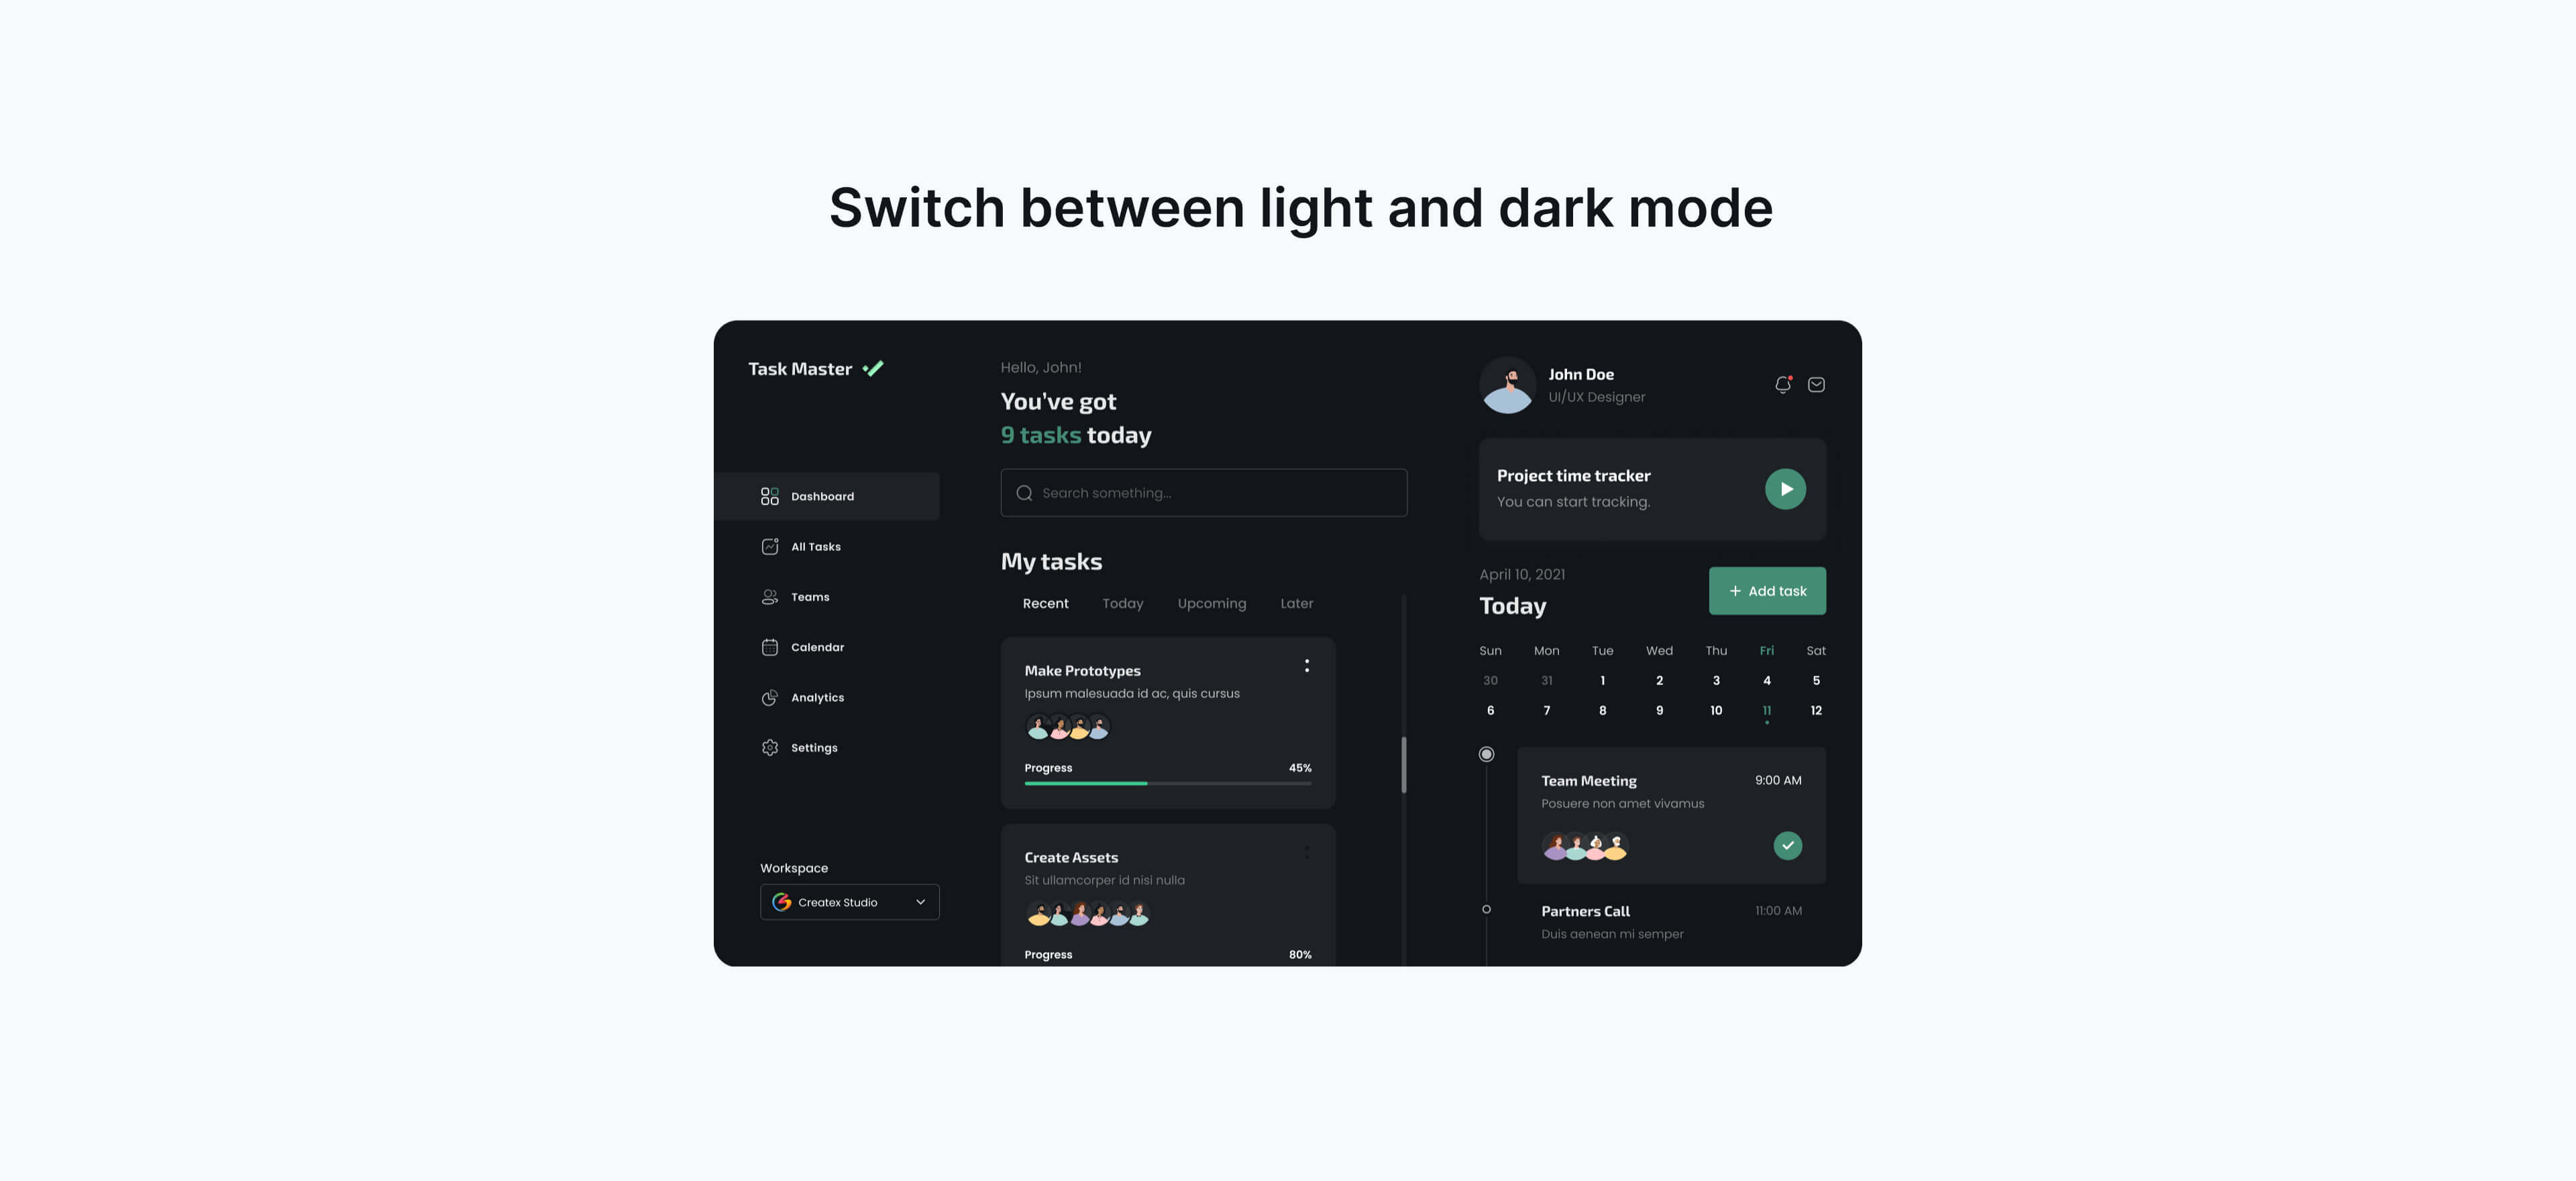 Switch between light and dark mode
Task Master
Dashboard
All Tasks
Teams
Calendar
Analytics
Settings
Workspace
Createx Studio
Hello, John!
You've got
9 tasks today
Search something...
My tasks
Recent Today Upcoming Later
Make Prototypes
Ipsum malesuada id ac, quis cursus
Progress 45%
Create Assets
Sit ullamcorper id nisi nulla
Progress 80%
John Doe
UI/UX Designer
Project time tracker
You can start tracking.
April 10, 2021
Today
+ Add task
Sun Mon Tue Wed Thu Fri Sat
30 31 1 2 3 4 5
6 7 8 9 10 11 12
Team Meeting 9:00 AM
Posuere non amet vivamus
Partners Call 11:00 AM
Duis aenean mi semper